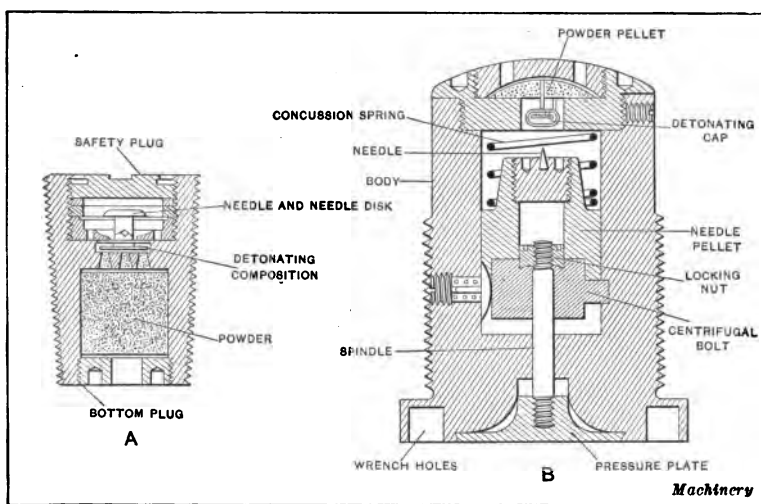 SAFETY PLUG
NEEDLE AND NEEDLE DISK
DETONATING
COMPOSITION
POWDER
BOTTOM PLUG
A
POWDER PELLET
CONCUSSION SPRING
DETONATING
CAP
NEEDLE
BODY
NEEDLE
PELLET
LOCKING
NUT
CENTRIFUGAL
BOLT
SPINDLE
WRENCH HOLES
B
PRESSURE PLATE
Machinery